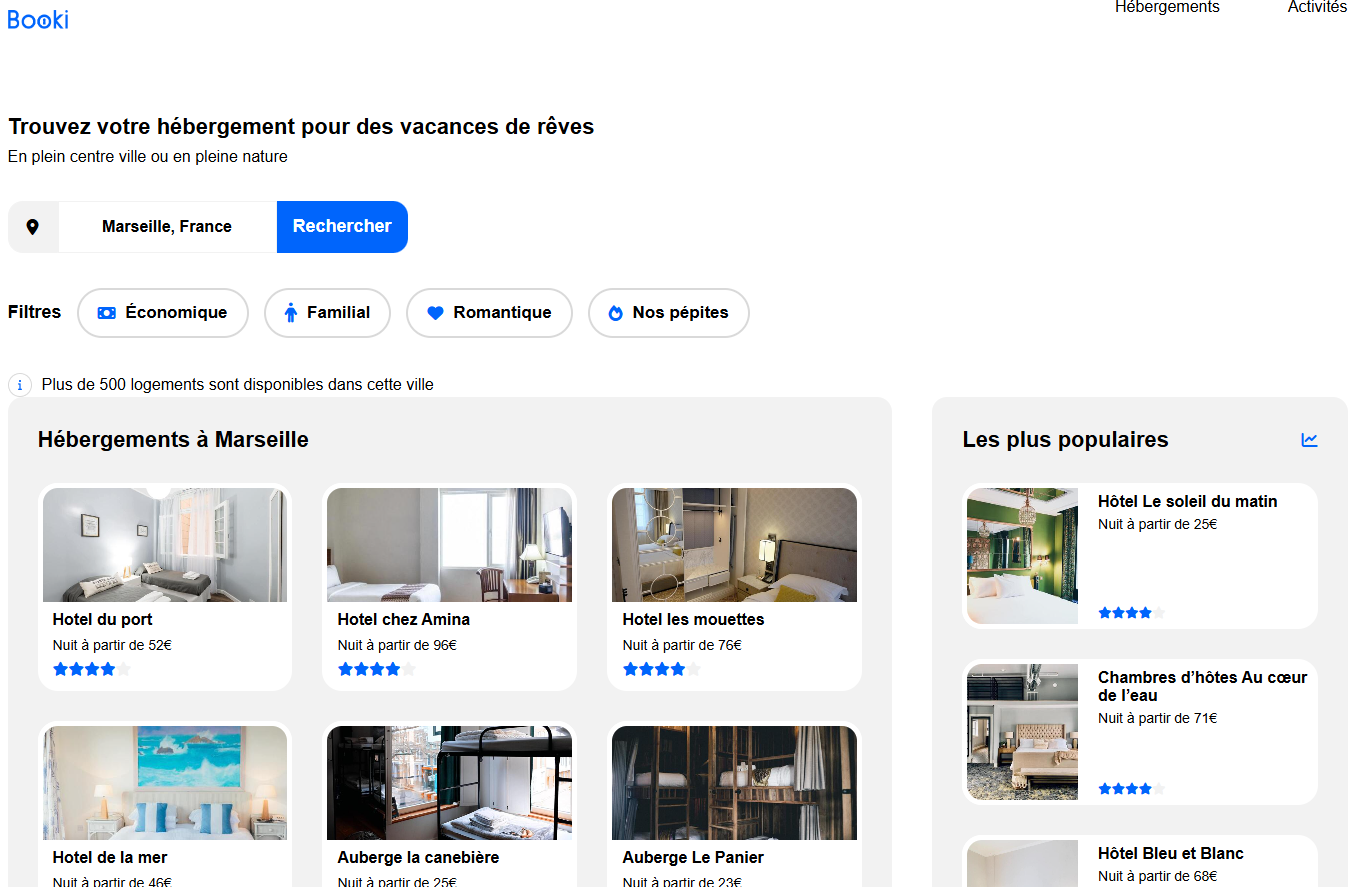 Booki
Hébergements
Activités
Trouvez votre hébergement pour des vacances de rêves
En plein centre ville ou en pleine nature
Marseille, France
Rechercher
Filtres
Économique
Familial
Romantique
Nos pépites
Plus de 500 logements sont disponibles dans cette ville
Hébergements à Marseille
Hotel du port
Nuit à partir de 52€
Hotel chez Amina
Nuit à partir de 96€
Hotel les mouettes
Nuit à partir de 76€
Hotel de la mer
Nuit à partir de 46€
Auberge la canebière
Nuit à partir de 25€
Auberge Le Panier
Nuit à partir de 23€
Les plus populaires
Hôtel Le soleil du matin
Nuit à partir de 25€
Chambres d’hôtes Au cœur
de l’eau
Nuit à partir de 71€
Hôtel Bleu et Blanc
Nuit à partir de 68€